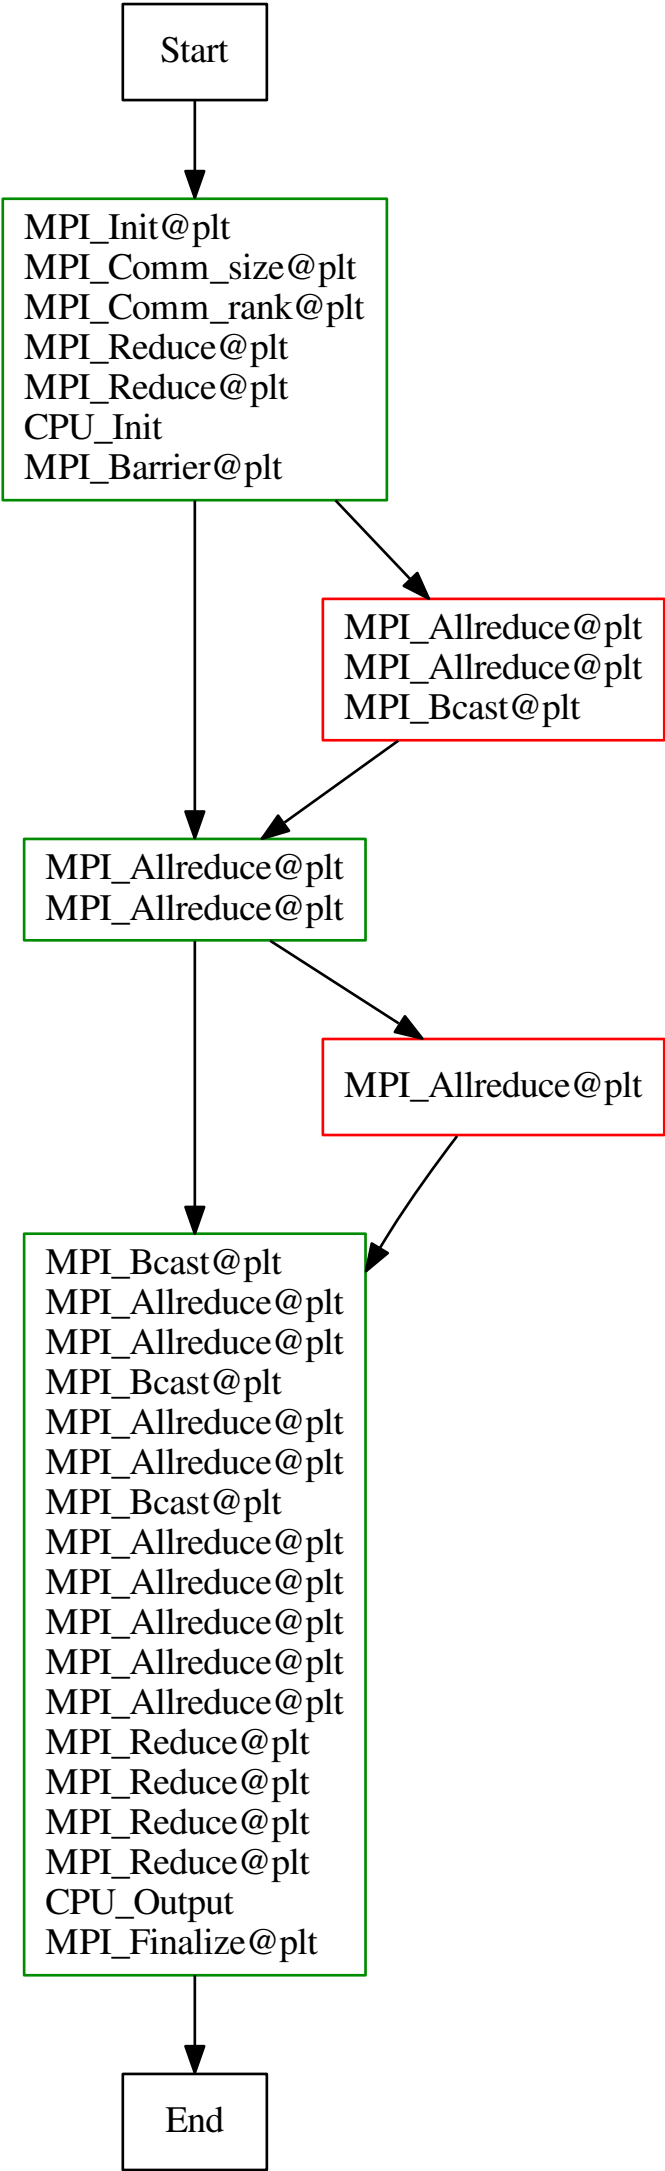 Start
MPI_Init@plt
MPI_Comm_size@plt
MPI_Comm_rank@plt
MPI_Reduce@plt
MPI_Reduce@plt
CPU_Init
MPI_Barrier@plt
MPI_Allreduce@plt
MPI_Allreduce@plt
MPI_Bcast@plt
MPI_Allreduce@plt
MPI_Allreduce@plt
MPI_Allreduce@plt
MPI_Bcast@plt
MPI_Allreduce@plt
MPI_Allreduce@plt
MPI_Bcast@plt
MPI_Allreduce@plt
MPI_Allreduce@plt
MPI_Bcast@plt
MPI_Allreduce@plt
MPI_Allreduce@plt
MPI_Allreduce@plt
MPI_Allreduce@plt
MPI_Allreduce@plt
MPI_Reduce@plt
MPI_Reduce@plt
MPI_Reduce@plt
MPI_Reduce@plt
CPU_Output
MPI_Finalize@plt
End